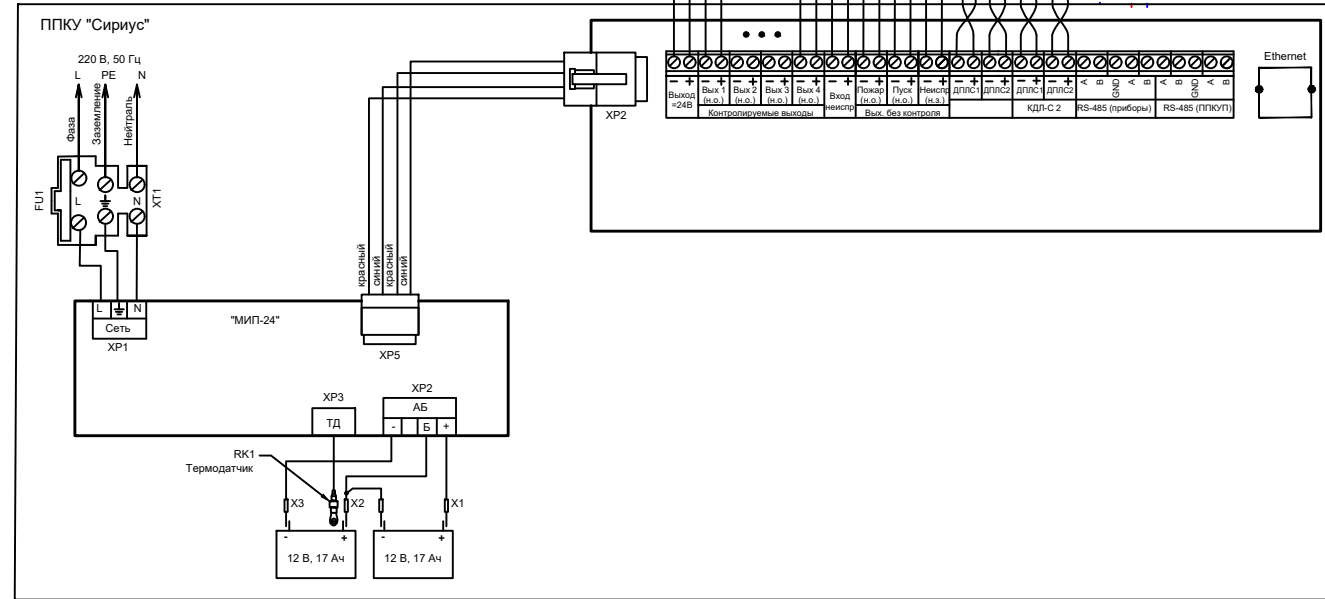 ППКУ "Сириус"
220 В, 50 Гц
L PE N
Фаза
Заземление
Нейтраль
FU1
L
N
XT1
L N
Сеть
XP1
"МИП-24"
красный
синий
красный
синий
XP5
XP2
XP3
ТД
XP2
АБ
- Б +
RK1
Термодатчик
X3
X2
X1
- +
12 В, 17 Ач
- +
12 В, 17 Ач
- + - + - + - + - + - + - + - + - + - + - + - + - + A B GND A B A B GND A B
Выход
=24В
Вых 1
(н.о.)
Вых 2
(н.о.)
Вых 3
(н.о.)
Вых 4
(н.о.)
Контролируемые выходы
Вход
неиспр
Пожар
(н.о.)
Пуск
(н.о.)
Неиспр
(н.з.)
Вых. без контроля
ДПЛС1 ДПЛС2 ДПЛС1 ДПЛС2
КДЛ-С 2
RS-485 (приборы)
RS-485 (ППКУП)
Ethernet